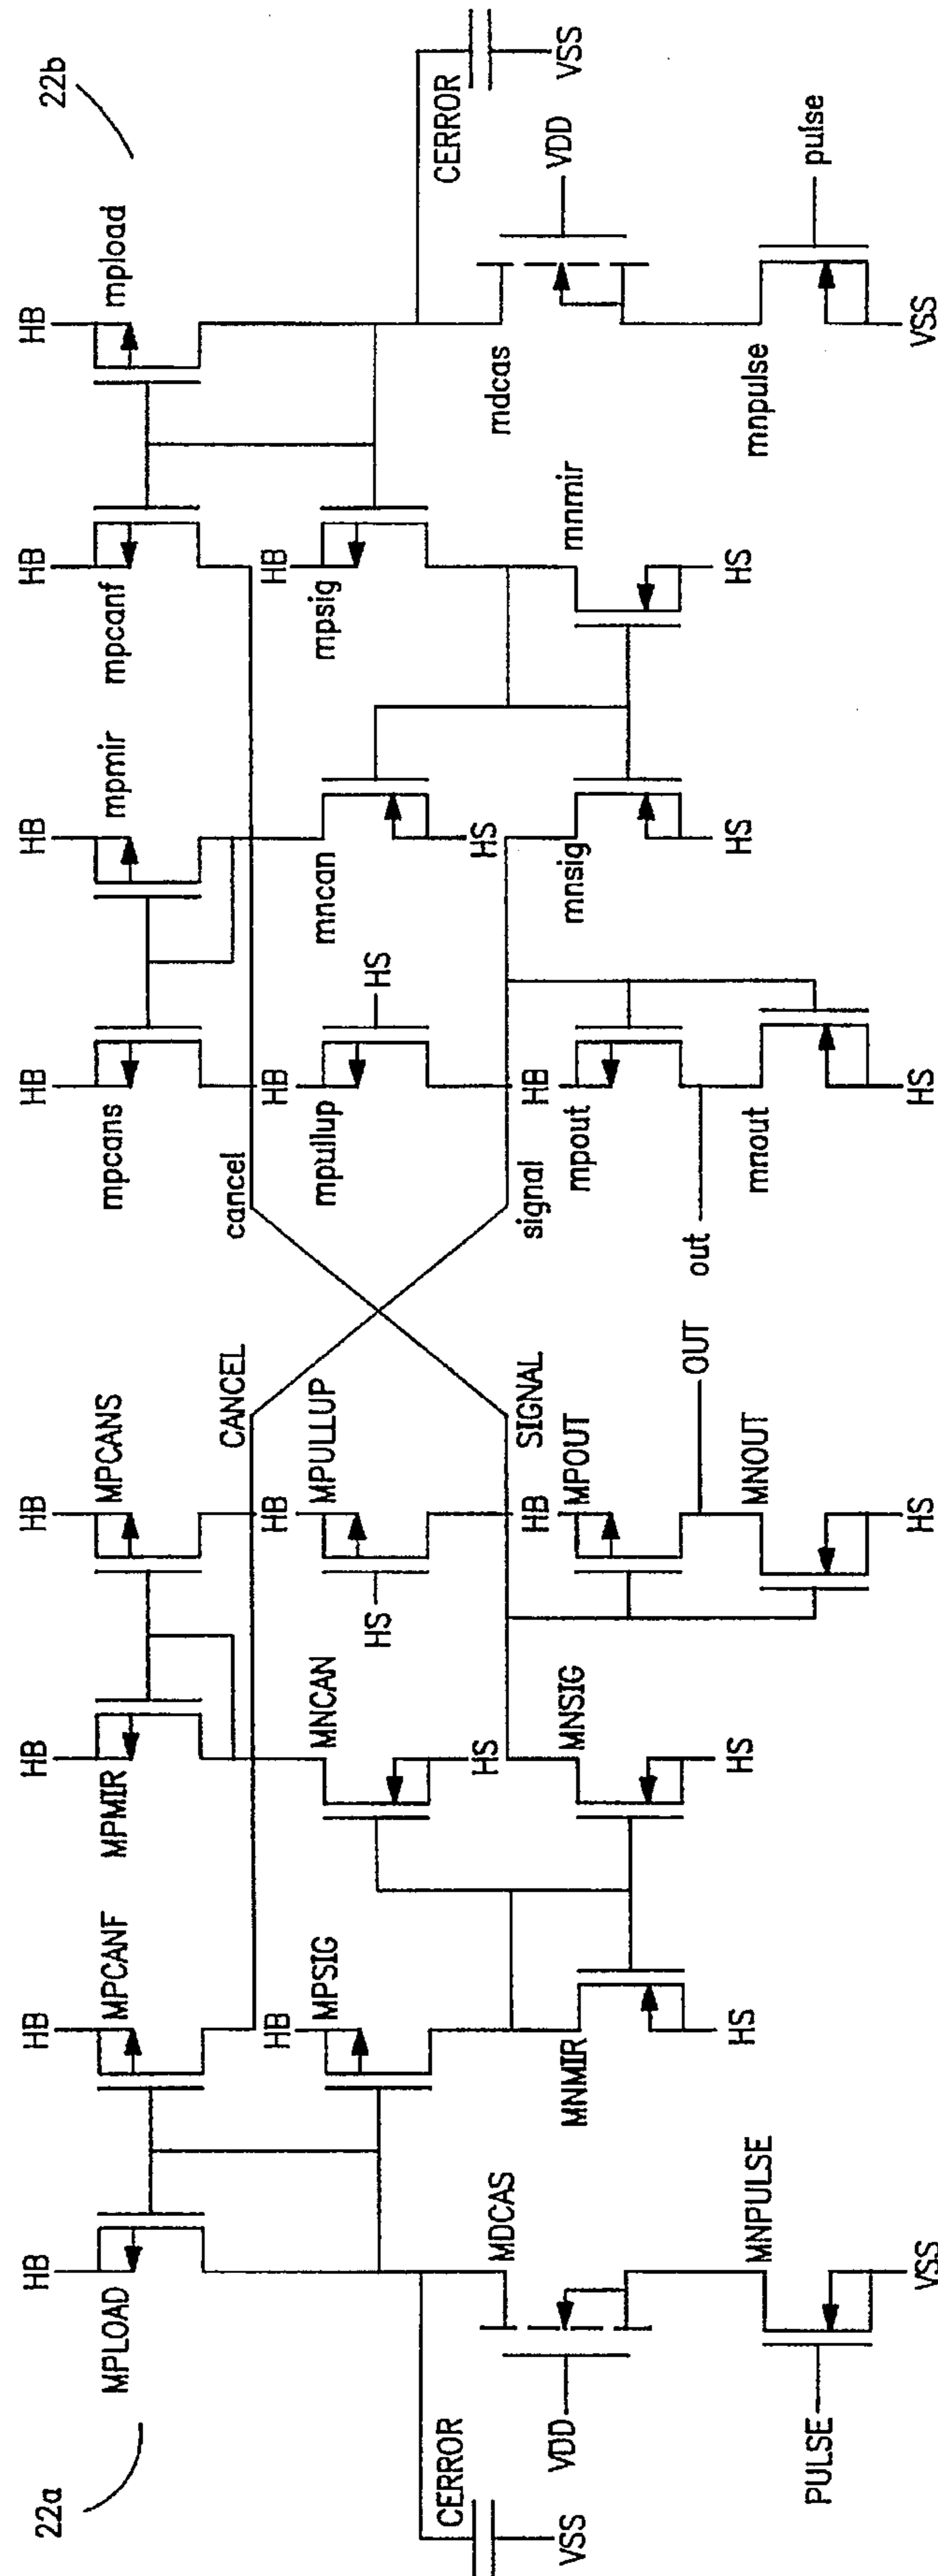 22a
22b
HB
MPLOAD
HB
MPCANF
HB
MPMIR
HB
MPCANS
HB
mpcans
HB
mpmir
HB
mpcanf
HB
mpload
CANCEL
cancel
CERROR
VSS
HB
MPSIG
MNCAN
HS
HB
MPULLUP
HS
HB
mpullup
HS
mncan
HS
HB
mpsig
CERROR
VSS
SIGNAL
signal
VDD
MDCAS
MNMIR
HS
MNSIG
HS
HB
MPOUT
OUT
HB
mpout
out
mnsig
HS
mnmir
HS
mdcas
VDD
PULSE
MNPULSE
VSS
MNOUT
HS
mnout
HS
mnpulse
pulse
VSS